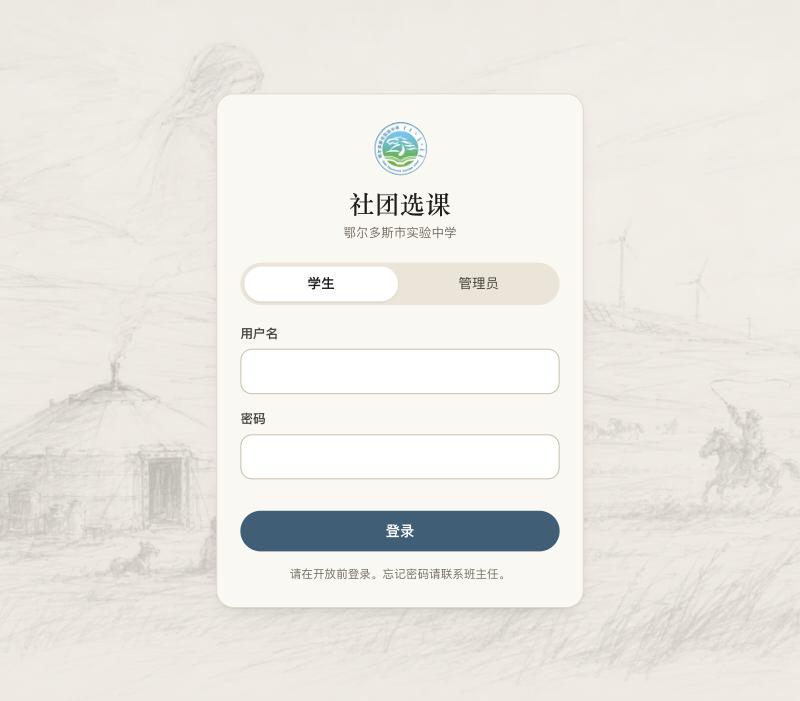 社团选课
鄂尔多斯市实验中学
学生
管理员
用户名
密码
登录
请在开放前登录。忘记密码请联系班主任。